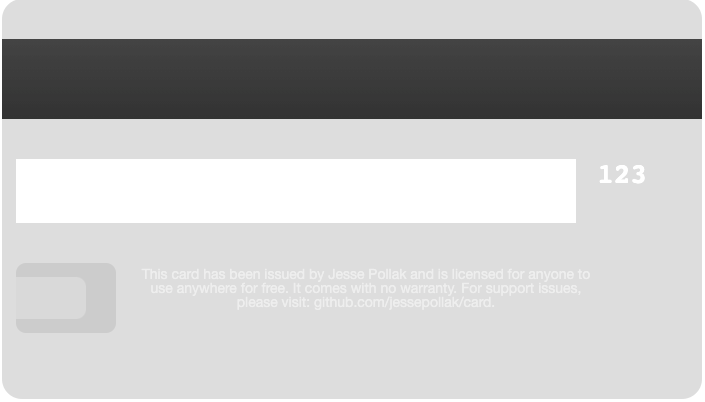 123
This card has been issued by Jesse Pollak and is licensed for anyone to
use anywhere for free. It comes with no warranty. For support issues,
please visit: github.com/jessepollak/card.